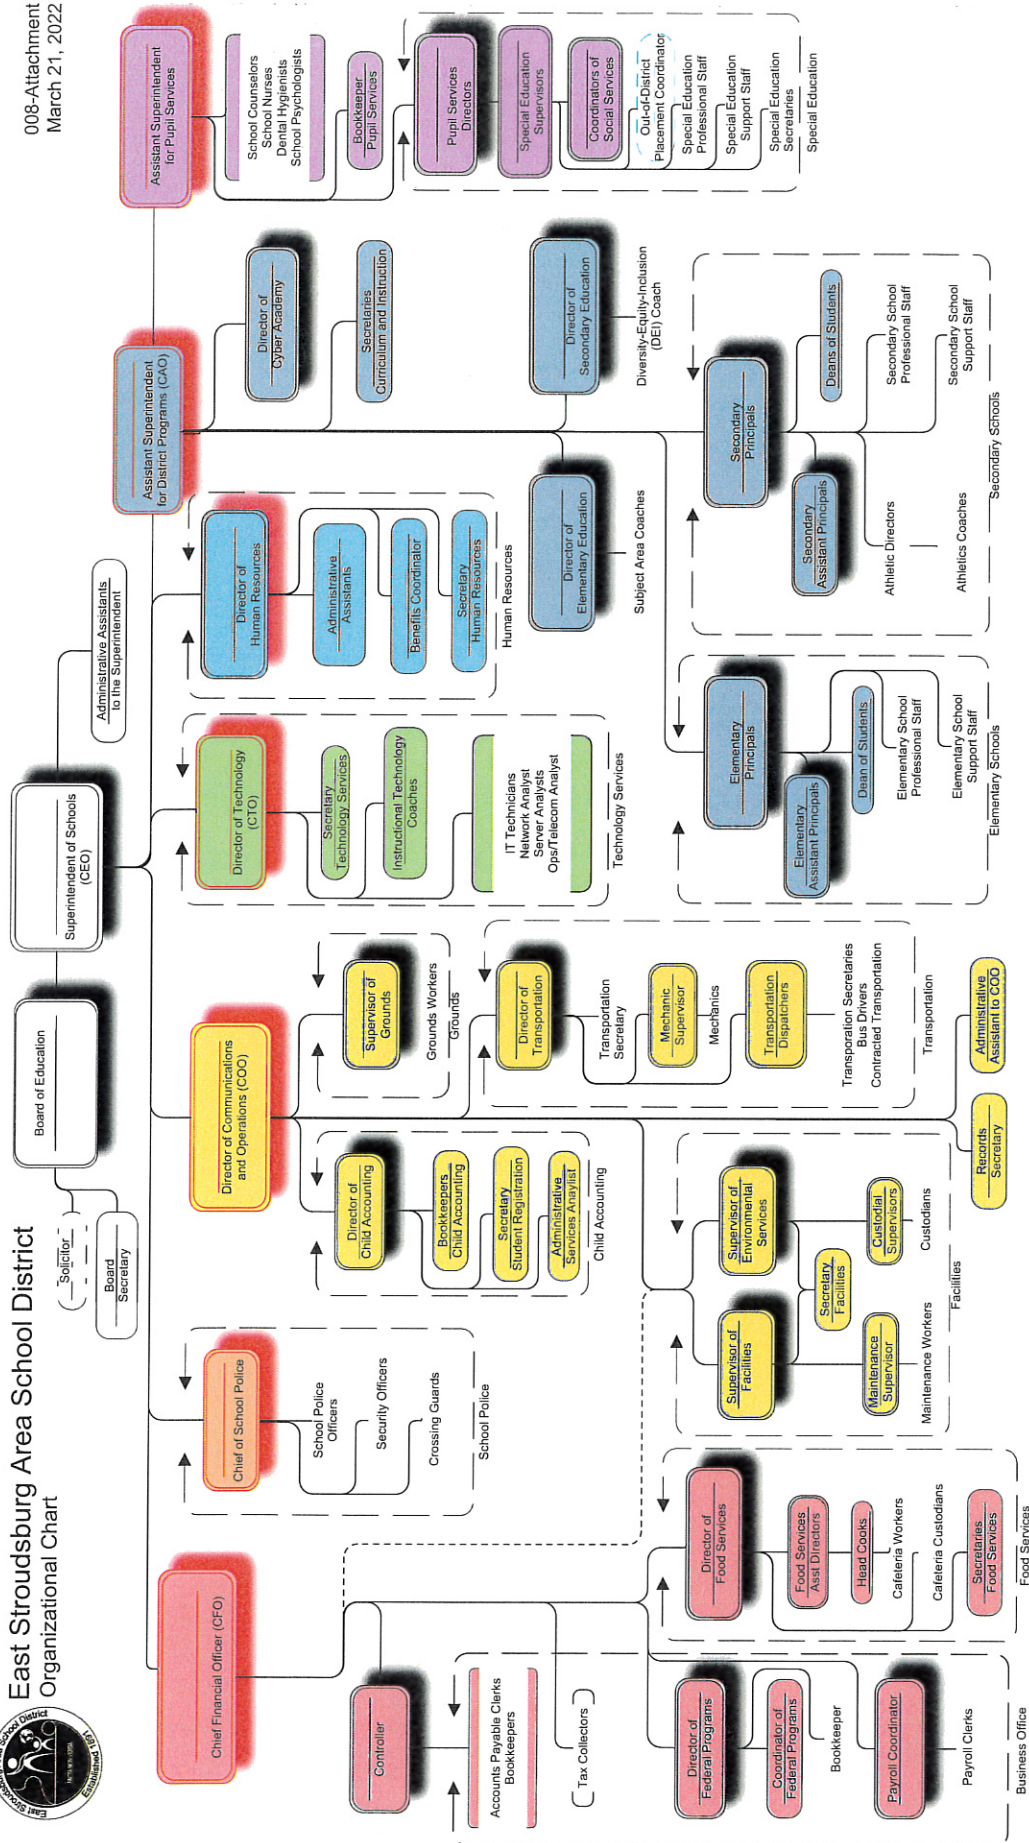 East Stroudsburg Area School District
Organizational Chart
008-Attachment
March 21, 2022
East Stroudsburg Area School District
Established 1891
Board of Education
Solicitor
Board
Secretary
Superintendent of Schools
(CEO)
Administrative Assistants
to the Superintendent
Chief Financial Officer (CFO)
Controller
Accounts Payable Clerks
Bookkeepers
Tax Collectors
Director of
Federal Programs
Coordinator of
Federal Programs
Bookkeeper
Payroll Coordinator
Payroll Clerks
Business Office
Director of
Food Services
Food Services
Asst Directors
Head Cooks
Cafeteria Workers
Cafeteria Custodians
Secretaries
Food Services
Food Services
Chief of School Police
School Police
Officers
Security Officers
Crossing Guards
School Police
Director of Communications
and Operations (COO)
Director of
Child Accounting
Bookkeepers
Child Accounting
Secretary
Student Registration
Administrative
Services Anaylist
Child Accounting
Supervisor of
Grounds
Grounds Workers
Grounds
Director of
Transportation
Transportation
Secretary
Mechanic
Supervisor
Mechanics
Transportation
Dispatchers
Transporation Secretaries
Bus Drivers
Contracted Transportation
Transportation
Supervisor of
Facilities
Supervisor of
Environmental
Services
Secretary
Facilities
Maintenance
Supervisor
Custodial
Supervisors
Maintenance Workers
Custodians
Facilities
Records
Secretary
Administrative
Assistant to COO
Director of Technology
(CTO)
Secretary
Technology Services
Instructional Technology
Coaches
IT Technicians
Network Analyst
Server Analysts
Ops/Telecom Analyst
Technology Services
Director of
Human Resources
Administrative
Assistants
Benefits Coordinator
Secretary
Human Resources
Human Resources
Assistant Superintendent
for District Programs (CAO)
Director of
Cyber Academy
Secretaries
Curriculum and Instruction
Director of
Elementary Education
Subject Area Coaches
Director of
Secondary Education
Diversity-Equity-Inclusion
(DEI) Coach
Elementary
Principals
Elementary
Assistant Principals
Dean of Students
Elementary School
Professional Staff
Elementary School
Support Staff
Elementary Schools
Secondary
Principals
Secondary
Assistant Principals
Deans of Students
Athletic Directors
Secondary School
Professional Staff
Athletics Coaches
Secondary School
Support Staff
Secondary Schools
Assistant Superintendent
for Pupil Services
School Counselors
School Nurses
Dental Hygienists
School Psychologists
Bookkeeper
Pupil Services
Pupil Services
Directors
Special Education
Supervisors
Coordinators of
Social Services
Out-of-District
Placement Coordinator
Special Education
Professional Staff
Special Education
Support Staff
Special Education
Secretaries
Special Education